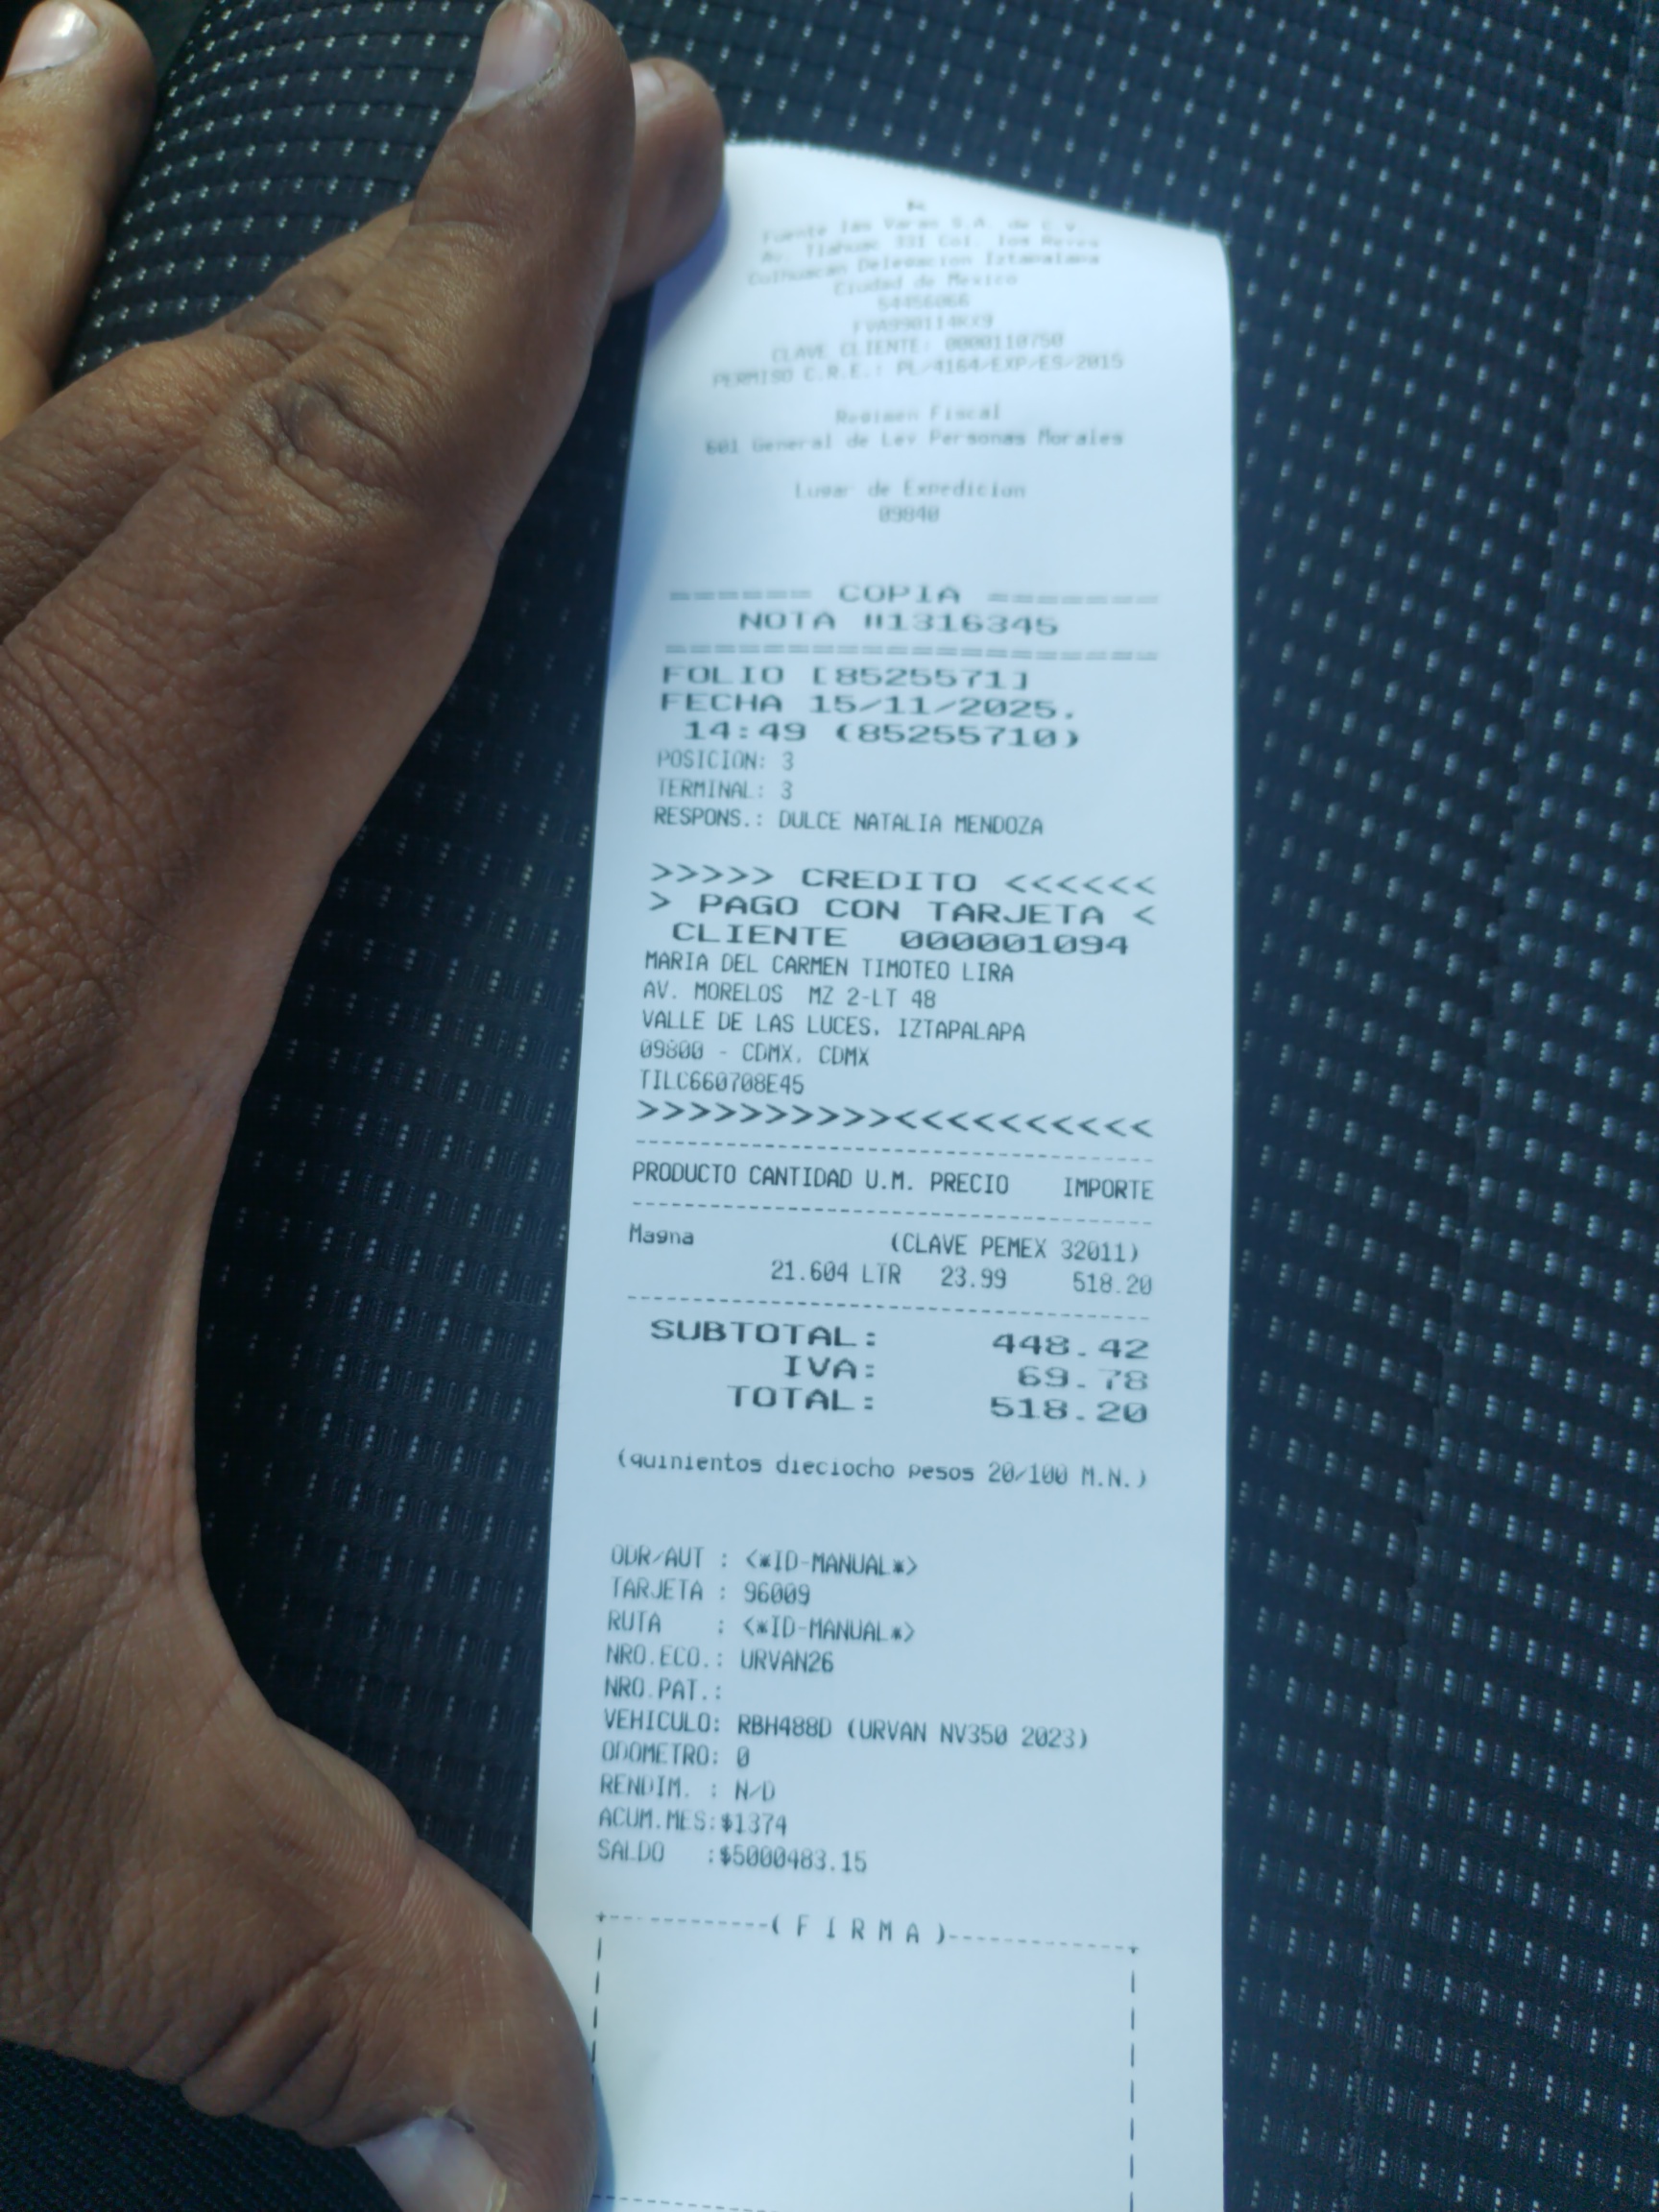 Fuente las Varas S.A. de C.V.
Av. Tlahuac 331 Col. los Reyes
Culhuacan Delegacion Iztapalapa
Ciudad de Mexico
54456066
CLAVE CLIENTE: 0000110750
PERMISO C.R.E.: PL/4164/EXP/ES/2015
Regimen Fiscal
601 General de Ley Personas Morales
Lugar de Expedicion
09840
====== COPIA =======
NOTA #1316345
====================
FOLIO [8525571]
FECHA 15/11/2025,
14:49 (85255710)
POSICION: 3
TERMINAL: 3
RESPONS.: DULCE NATALIA MENDOZA
>>>>> CREDITO <<<<<<
> PAGO CON TARJETA <
CLIENTE 000001094
MARIA DEL CARMEN TIMOTEO LIRA
AV. MORELOS MZ 2-LT 48
VALLE DE LAS LUCES, IZTAPALAPA
09800 - CDMX, CDMX
TILC660708E45
>>>>>>>>>><<<<<<<<<<
PRODUCTO CANTIDAD U.M. PRECIO IMPORTE
Magna (CLAVE PEMEX 32011)
21.604 LTR 23.99 518.20
SUBTOTAL: 448.42
IVA: 69.78
TOTAL: 518.20
(quinientos dieciocho pesos 20/100 M.N.)
ODR/AUT : <*ID-MANUAL*>
TARJETA : 96009
RUTA : <*ID-MANUAL*>
NRO.ECO.: URVAN26
NRO.PAT.:
VEHICULO: RBH488D (URVAN NV350 2023)
ODOMETRO: 0
RENDIM. : N/D
ACUM.MES:$1374
SALDO :$5000483.15
( F I R M A )